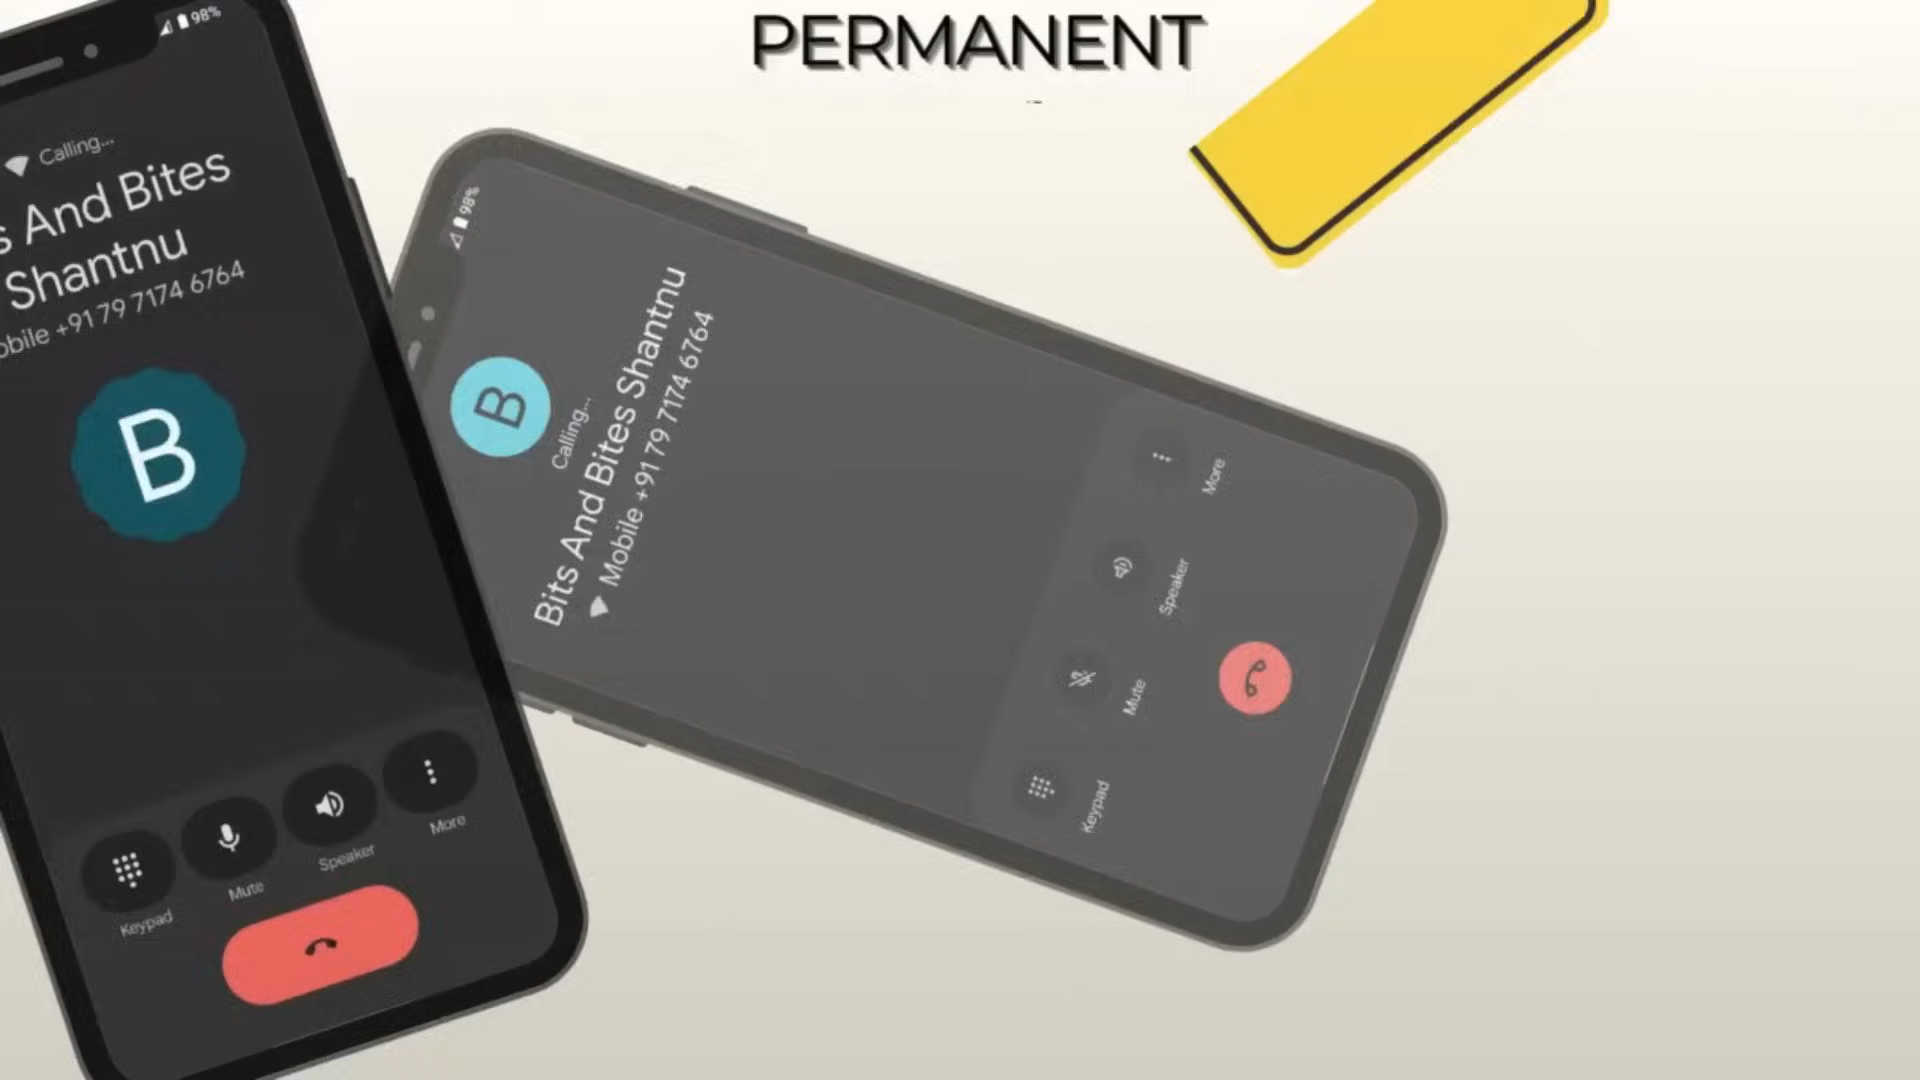 PERMANENT
98%
Calling...
s And Bites
Shantnu
obile +91 79 7174 6764
B
Keypad
Mute
Speaker
More
98%
B
Calling...
Bits And Bites Shantnu
Mobile +91 79 7174 6764
Keypad
Mute
Speaker
More